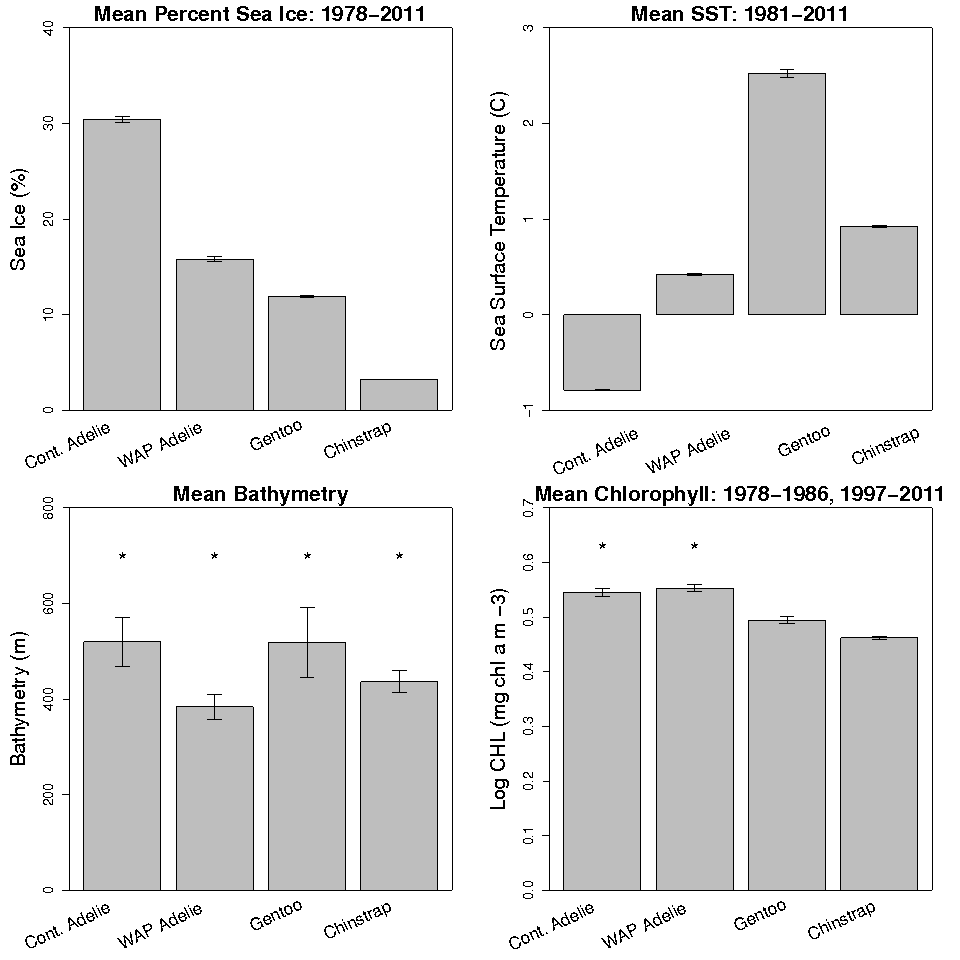 Mean Percent Sea Ice: 1978−2011
Sea Ice (%)
40
30
20
10
0
Cont. Adelie
WAP Adelie
Gentoo
Chinstrap
Mean SST: 1981−2011
Sea Surface Temperature (C)
3
2
1
0
−1
Cont. Adelie
WAP Adelie
Gentoo
Chinstrap
Mean Bathymetry
Bathymetry (m)
800
600
400
200
0
* * * *
Cont. Adelie
WAP Adelie
Gentoo
Chinstrap
Mean Chlorophyll: 1978−1986, 1997−2011
Log CHL (mg chl a m −3)
0.7
0.6
0.5
0.4
0.3
0.2
0.1
0.0
* *
Cont. Adelie
WAP Adelie
Gentoo
Chinstrap